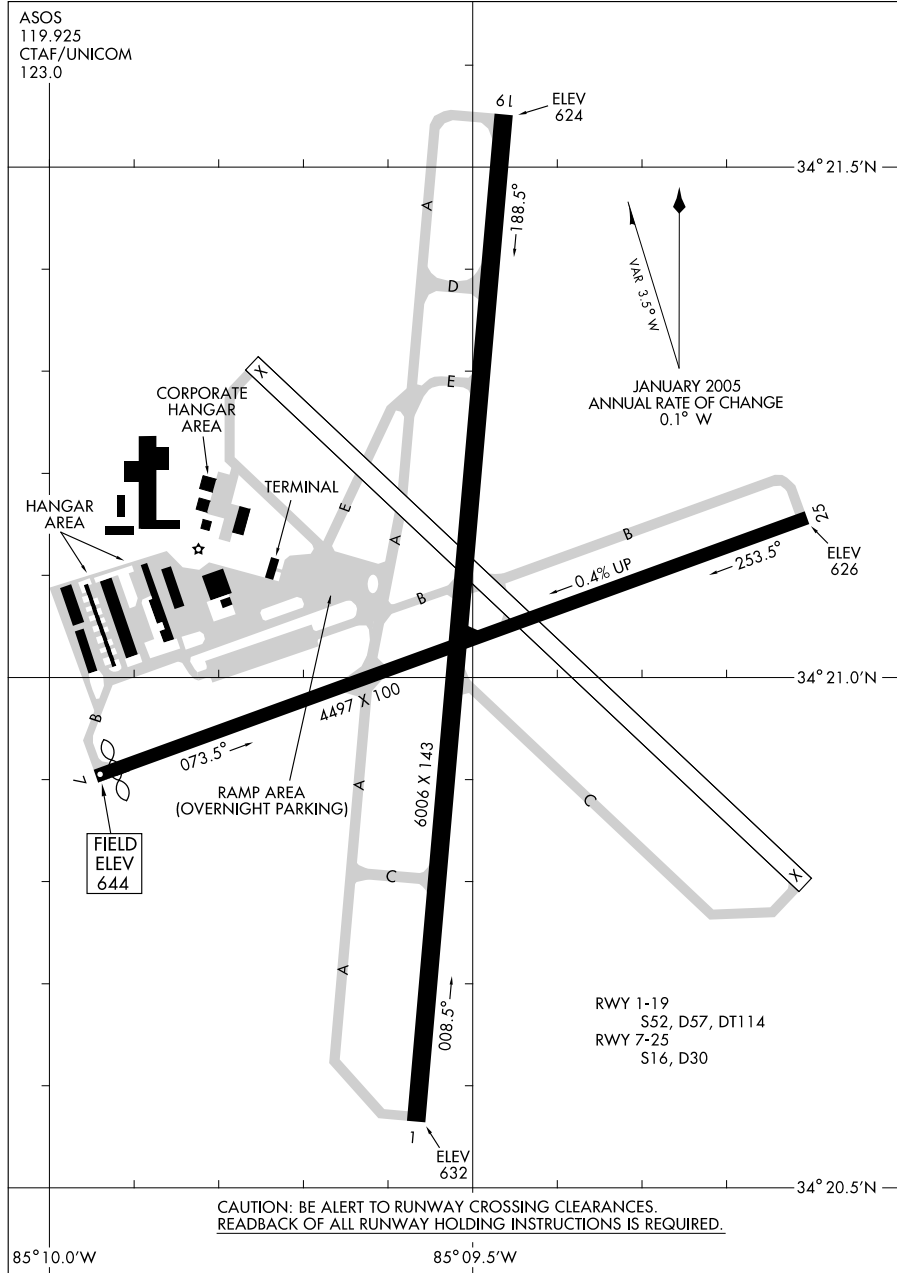 ASOS
119.925
CTAF/UNICOM
123.0
19
ELEV
624
34°21.5'N
A
188.5°
D
VAR 3.5° W
X
E
JANUARY 2005
ANNUAL RATE OF CHANGE
0.1° W
CORPORATE
HANGAR
AREA
TERMINAL
HANGAR
AREA
E
A
B
25
ELEV
626
0.4% UP
253.5°
B
34°21.0'N
4497 X 100
B
073.5°
7
RAMP AREA
(OVERNIGHT PARKING)
A
6006 X 143
C
FIELD
ELEV
644
C
X
A
008.5°
RWY 1-19
S52, D57, DT114
RWY 7-25
S16, D30
1
ELEV
632
34°20.5'N
CAUTION: BE ALERT TO RUNWAY CROSSING CLEARANCES.
READBACK OF ALL RUNWAY HOLDING INSTRUCTIONS IS REQUIRED.
85°10.0'W
85°09.5'W